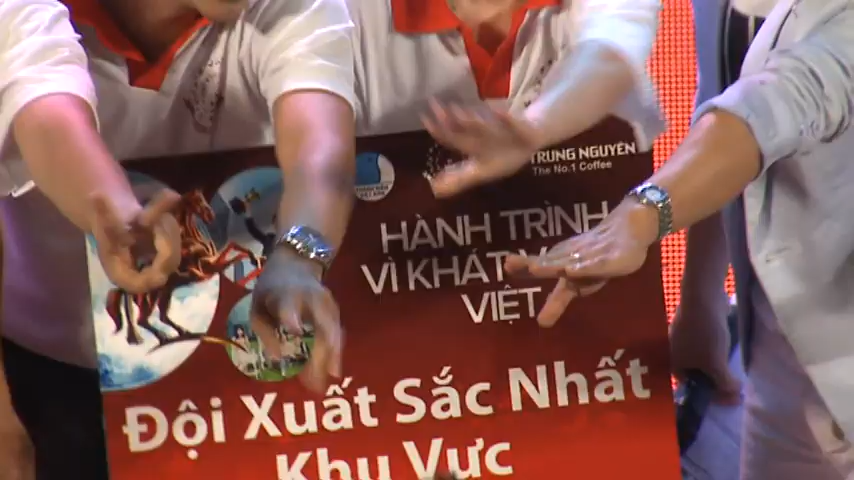 TRUNG NGUYÊN
The No.1 Coffee
HÀNH TRÌNH
VÌ KHÁT V
VIỆT
Đội Xuất Sắc Nhất
Khu Vực